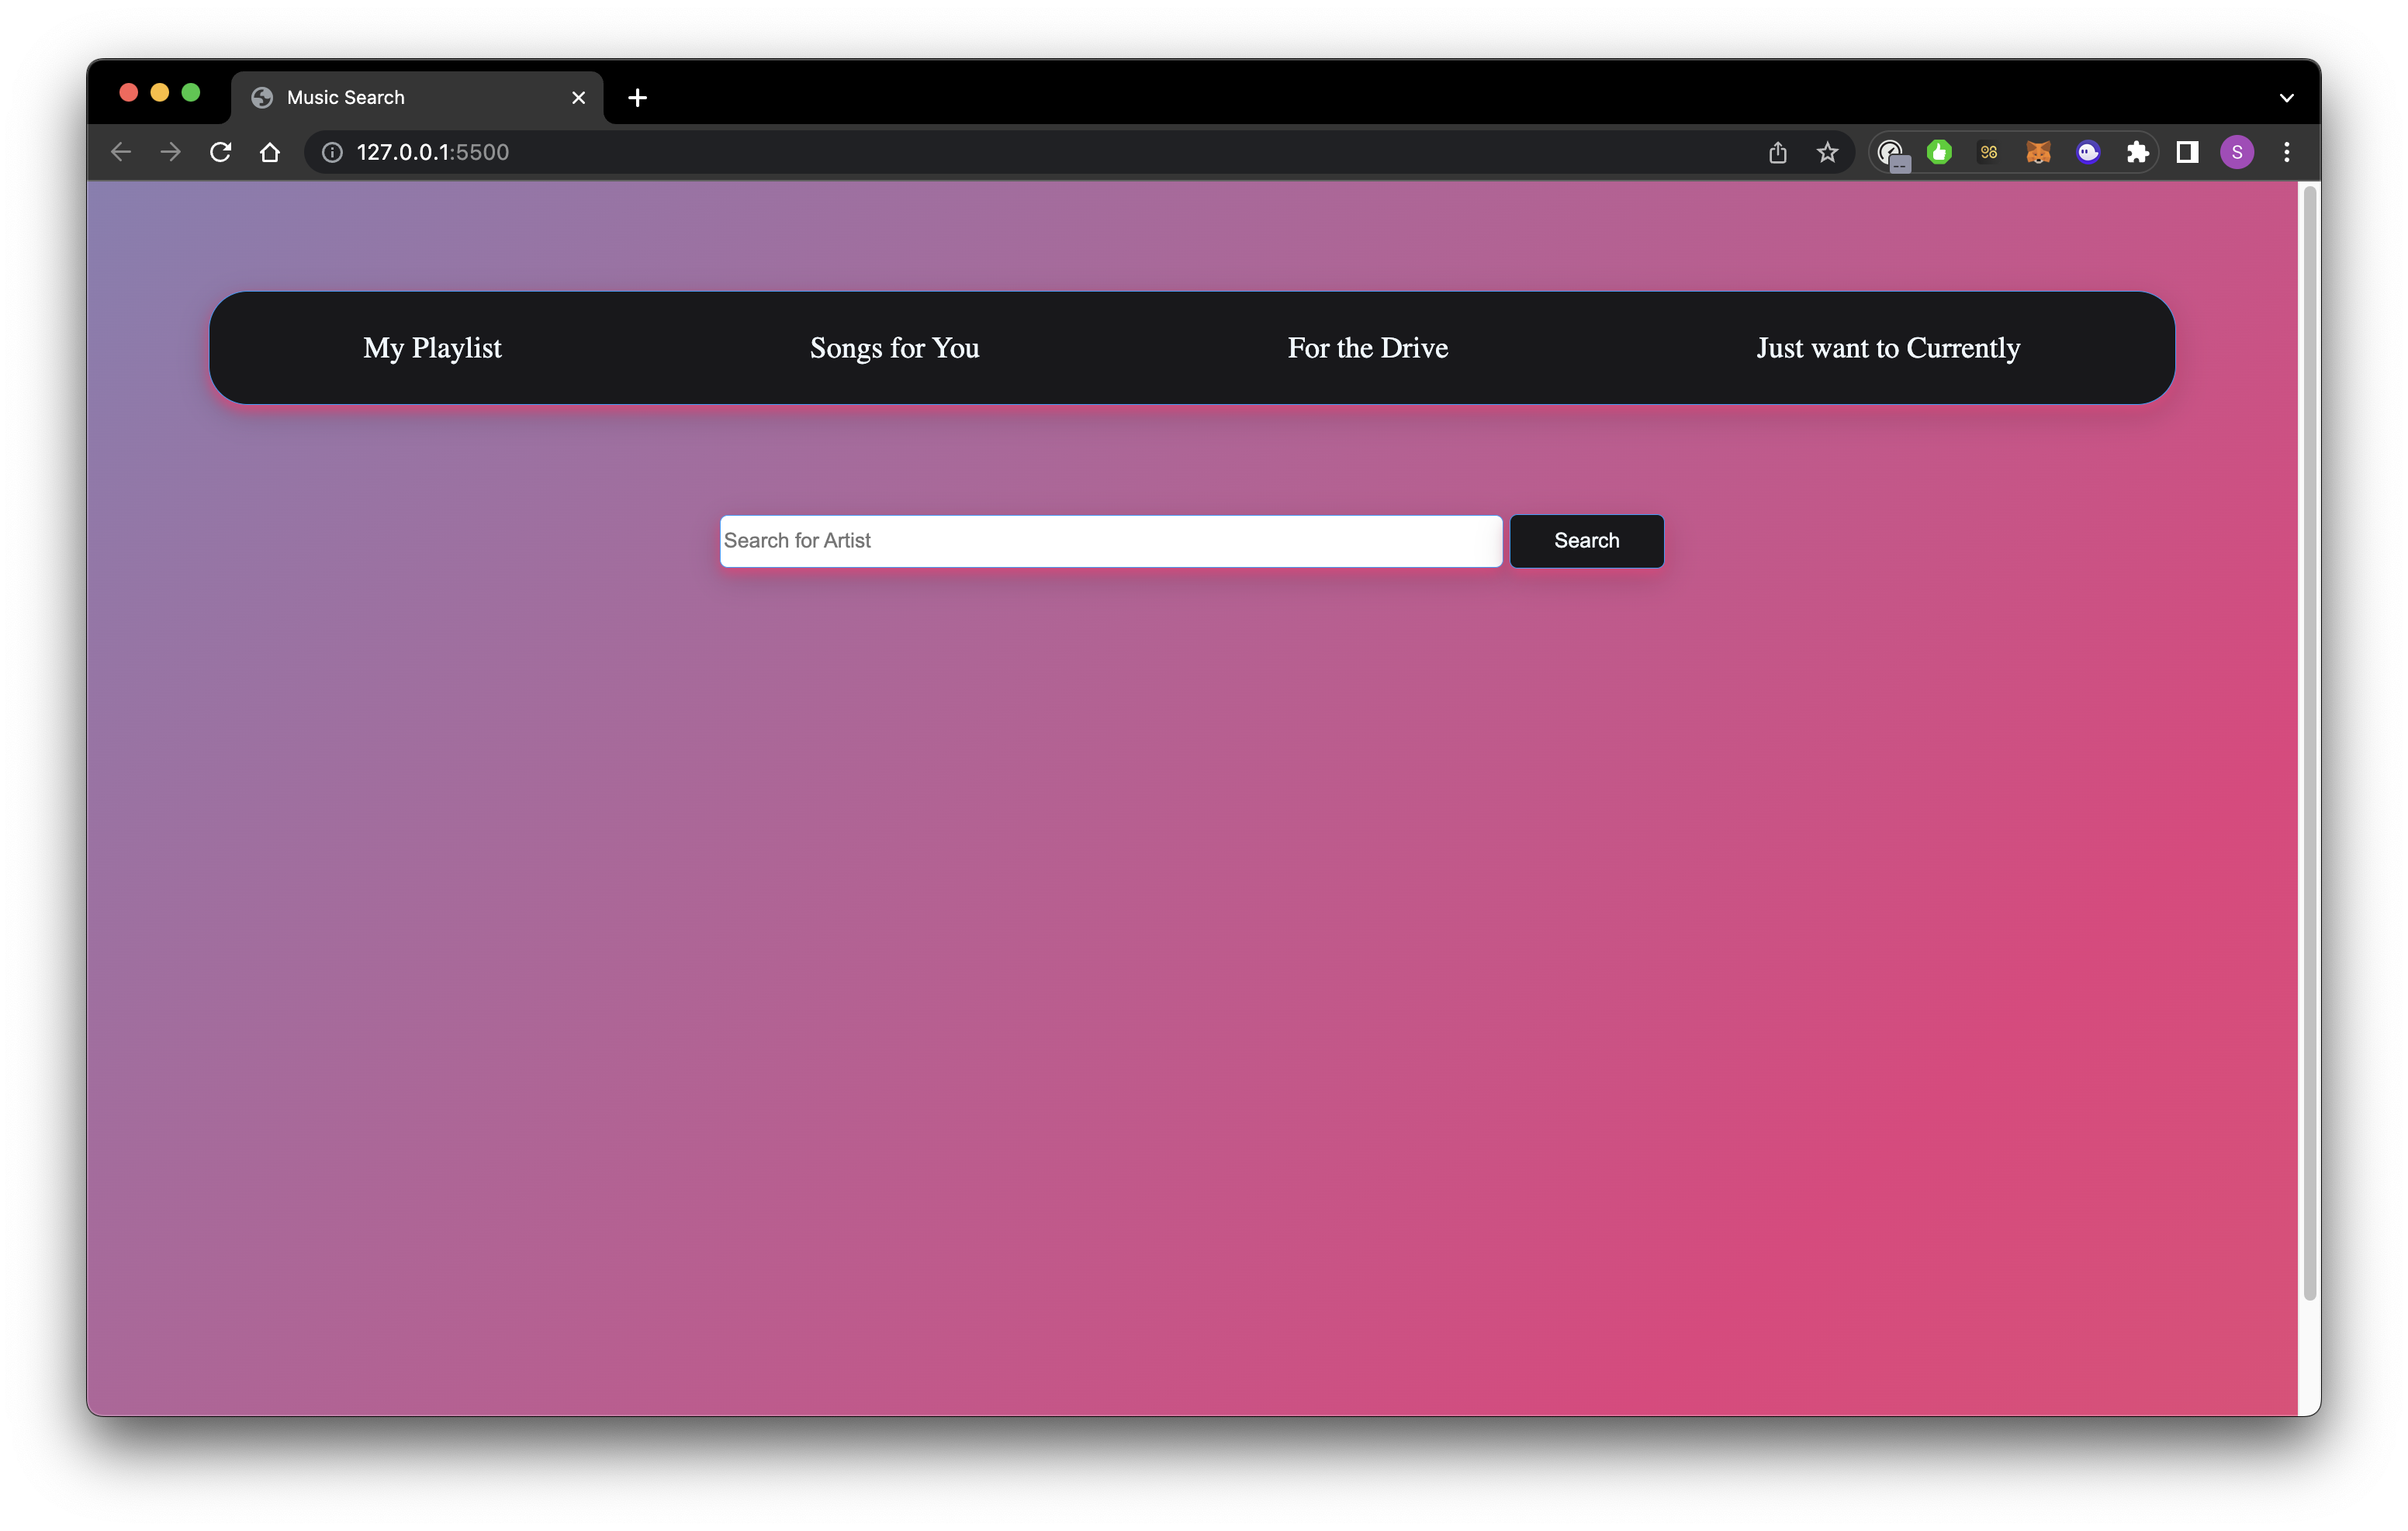 Music Search
127.0.0.1:5500
S
My Playlist Songs for You For the Drive Just want to Currently
Search for Artist Search